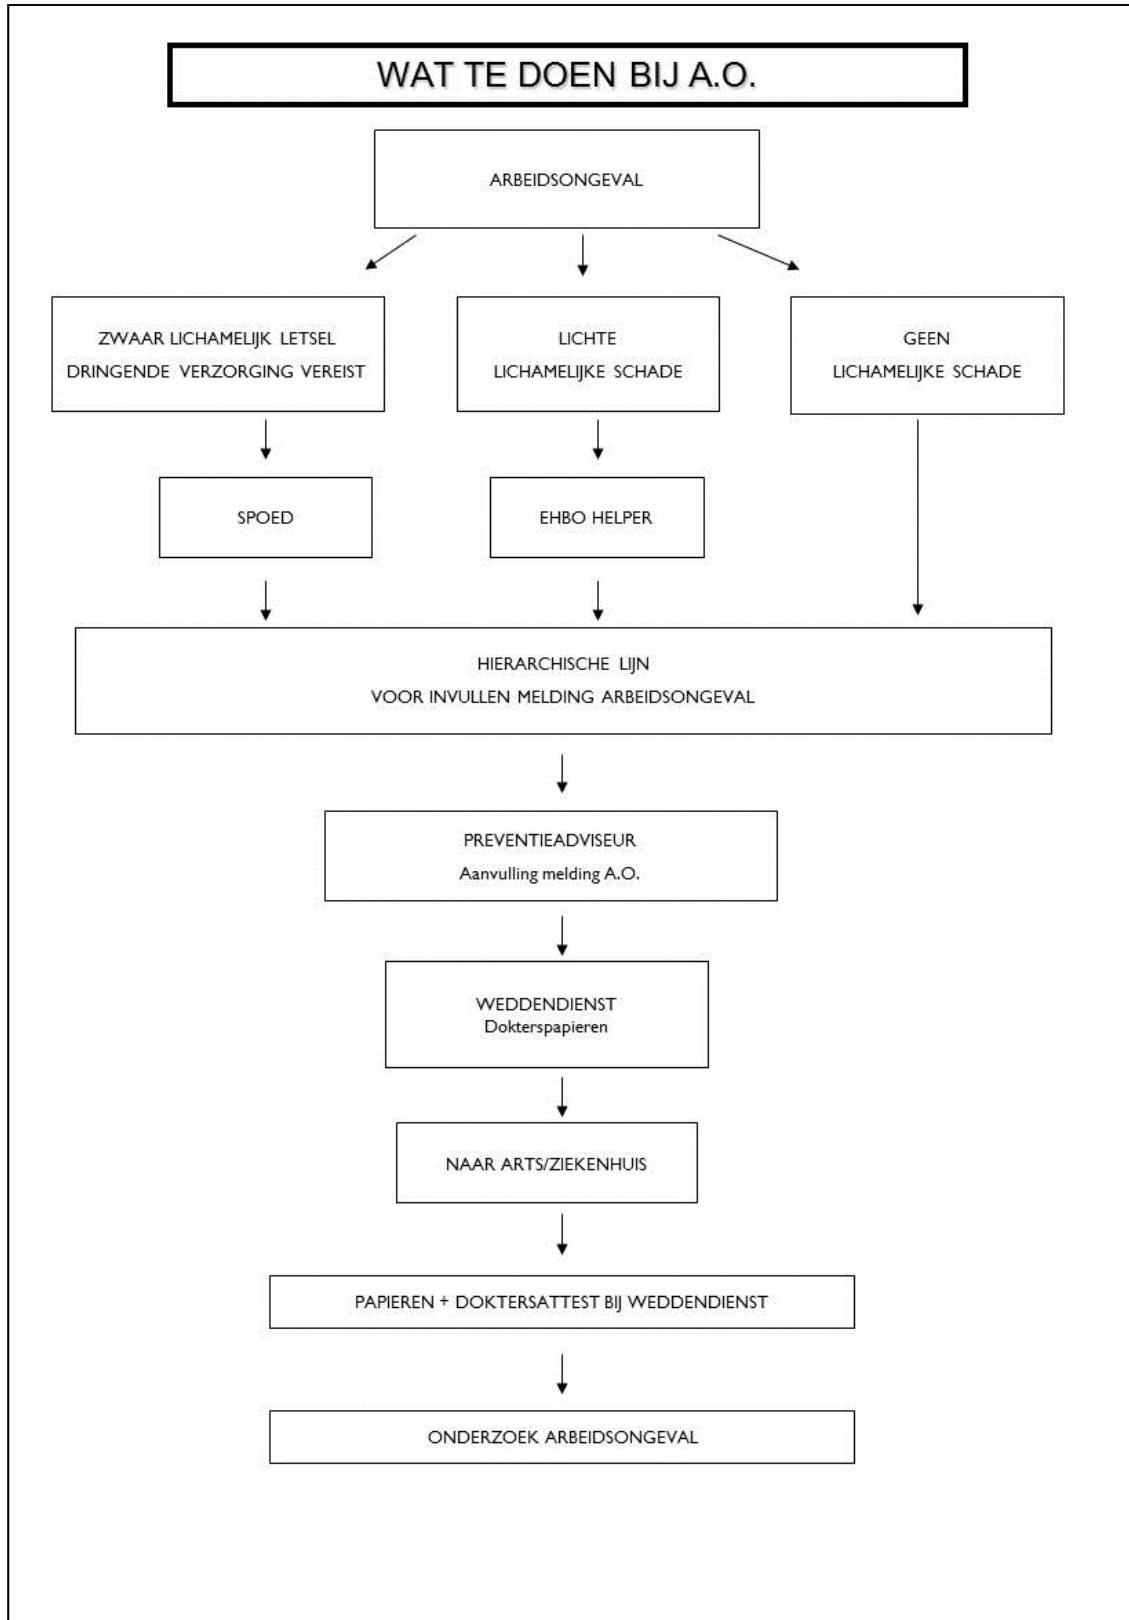 WAT TE DOEN BIJ A.O.
ARBEIDSONGEVAL
ZWAAR LICHAMELIJK LETSEL
DRINGENDE VERZORGING VEREIST
LICHTE
LICHAMELIJKE SCHADE
GEEN
LICHAMELIJKE SCHADE
SPOED
EHBO HELPER
HIERARCHISCHE LIJN
VOOR INVULLEN MELDING ARBEIDSONGEVAL
PREVENTIEADVISEUR
Aanvulling melding A.O.
WEDDENDIENST
Dokterspapieren
NAAR ARTS/ZIEKENHUIS
PAPIEREN + DOKTERSATTEST BIJ WEDDENDIENST
ONDERZOEK ARBEIDSONGEVAL